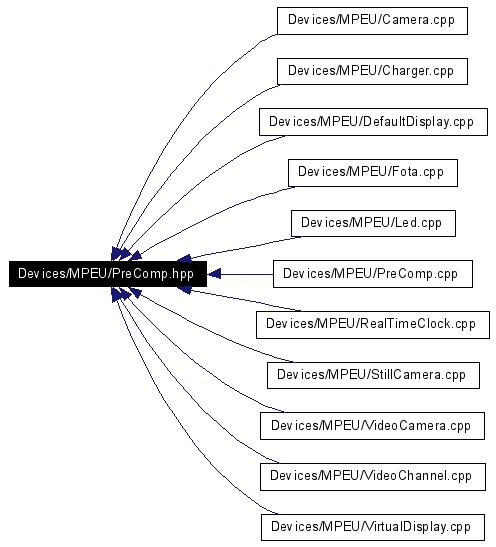 Devices/MPEU/Camera.cpp
Devices/MPEU/Charger.cpp
Devices/MPEU/DefaultDisplay.cpp
Devices/MPEU/Fota.cpp
Devices/MPEU/Led.cpp
Devices/MPEU/PreComp.hpp
Devices/MPEU/PreComp.cpp
Devices/MPEU/RealTimeClock.cpp
Devices/MPEU/StillCamera.cpp
Devices/MPEU/VideoCamera.cpp
Devices/MPEU/VideoChannel.cpp
Devices/MPEU/VirtualDisplay.cpp